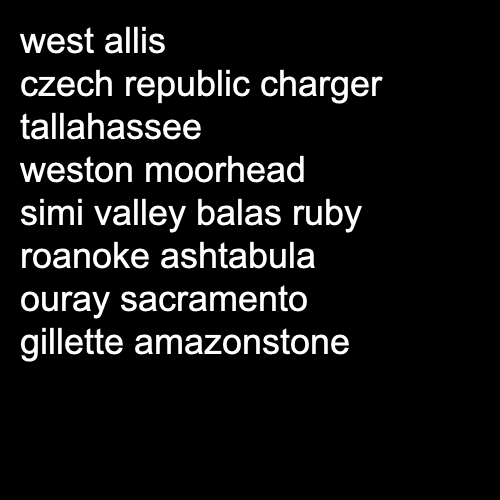 west allis
czech republic charger
tallahassee
weston moorhead
simi valley balas ruby
roanoke ashtabula
ouray sacramento
gillette amazonstone